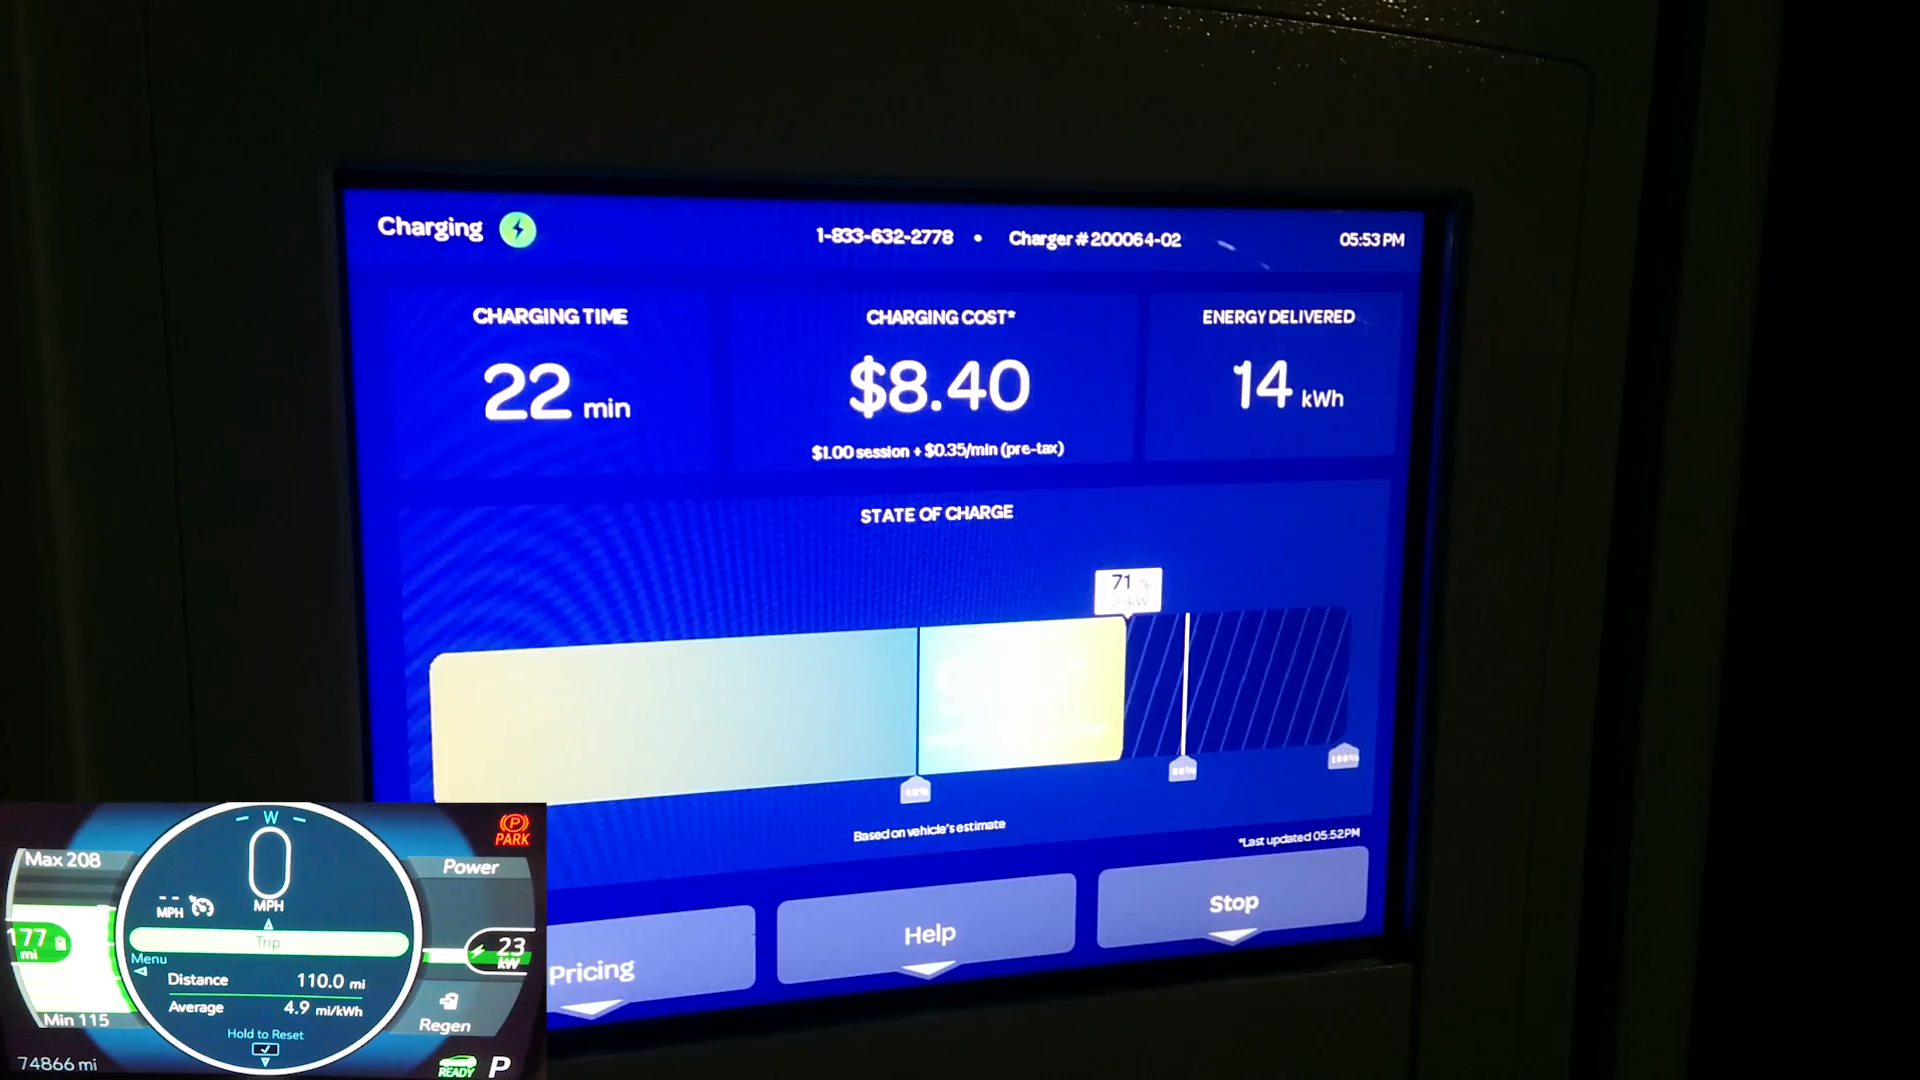 Charging
1-833-632-2778 • Charger # 200064-02
05:53 PM
CHARGING TIME
22 min
CHARGING COST*
$8.40
$1.00 session + $0.35/min (pre-tax)
ENERGY DELIVERED
14 kWh
STATE OF CHARGE
71 %
80%
100%
Based on vehicle's estimate
*Last updated 05:52PM
Pricing
Help
Stop
W
PARK
Max 208
Power
-- MPH
MPH
Trip
177 mi
23 kW
Menu
Distance 110.0 mi
Average 4.9 mi/kWh
Min 115
Regen
Hold to Reset
74866 mi
READY P